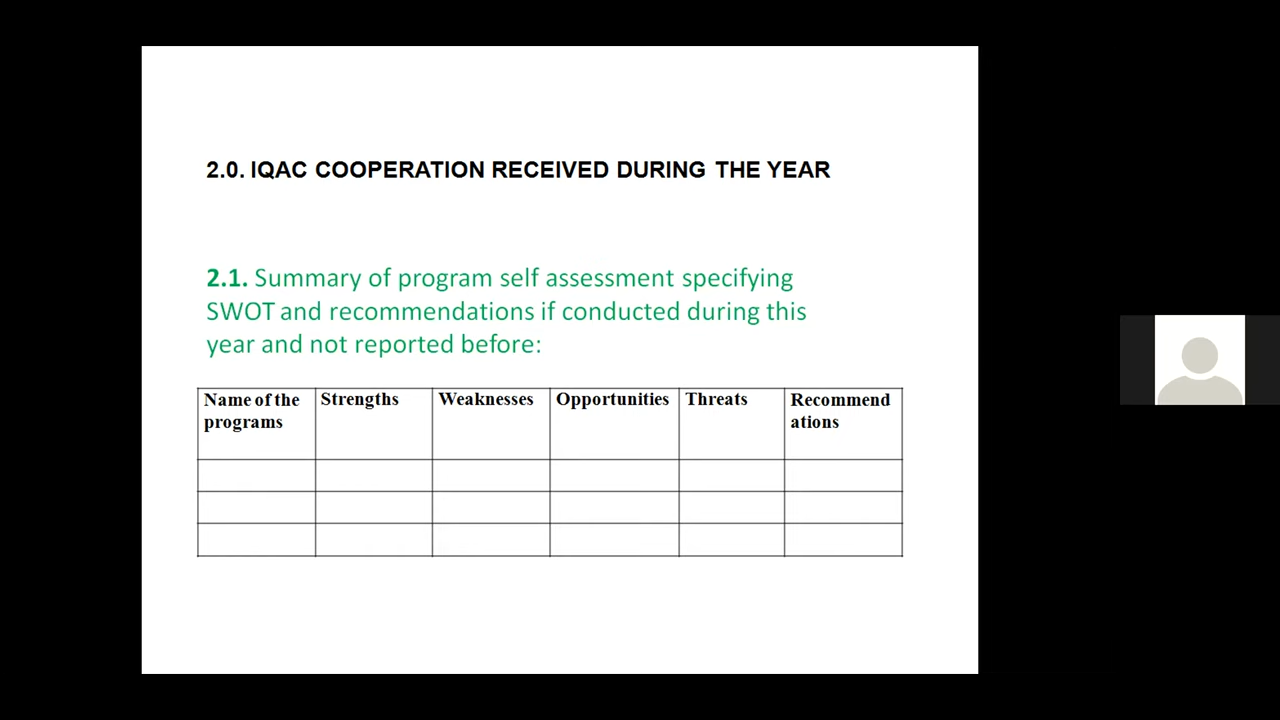 2.0. IQAC COOPERATION RECEIVED DURING THE YEAR
2.1. Summary of program self assessment specifying
SWOT and recommendations if conducted during this
year and not reported before:
Name of the programs
Strengths
Weaknesses
Opportunities
Threats
Recommend
ations